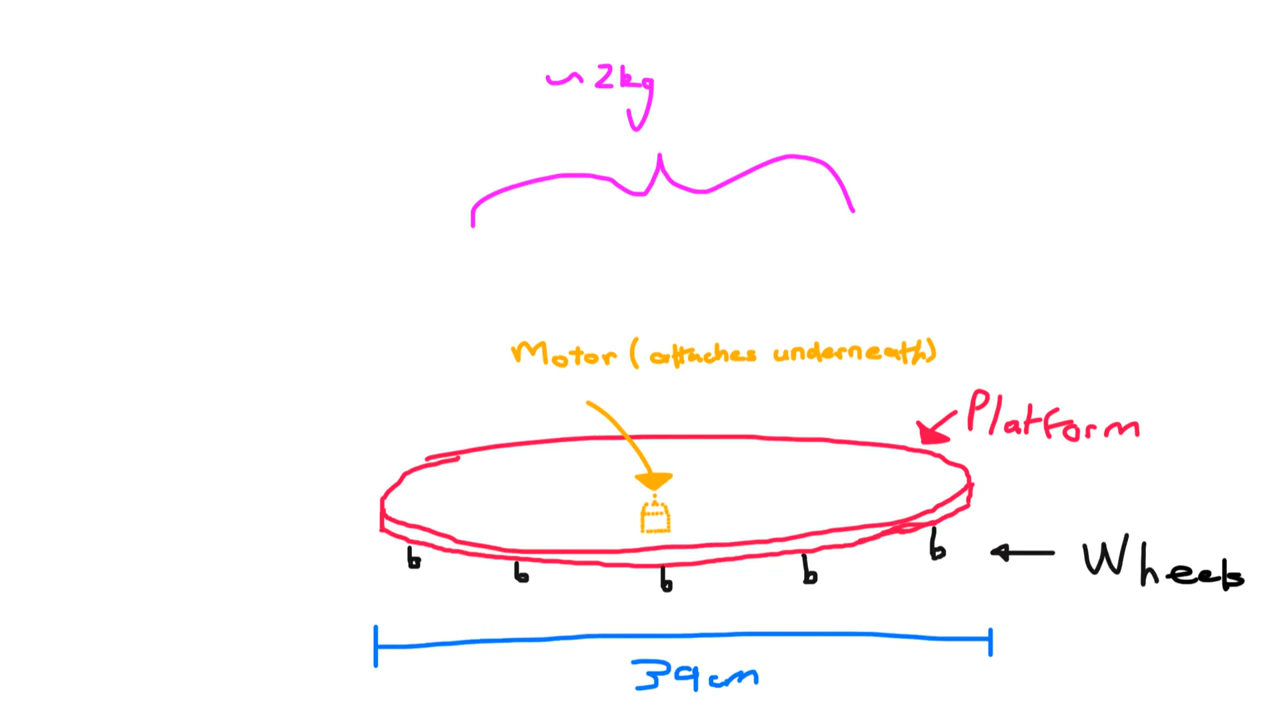 ~2kg
Motor (attaches underneath)
Platform
Wheels
39cm